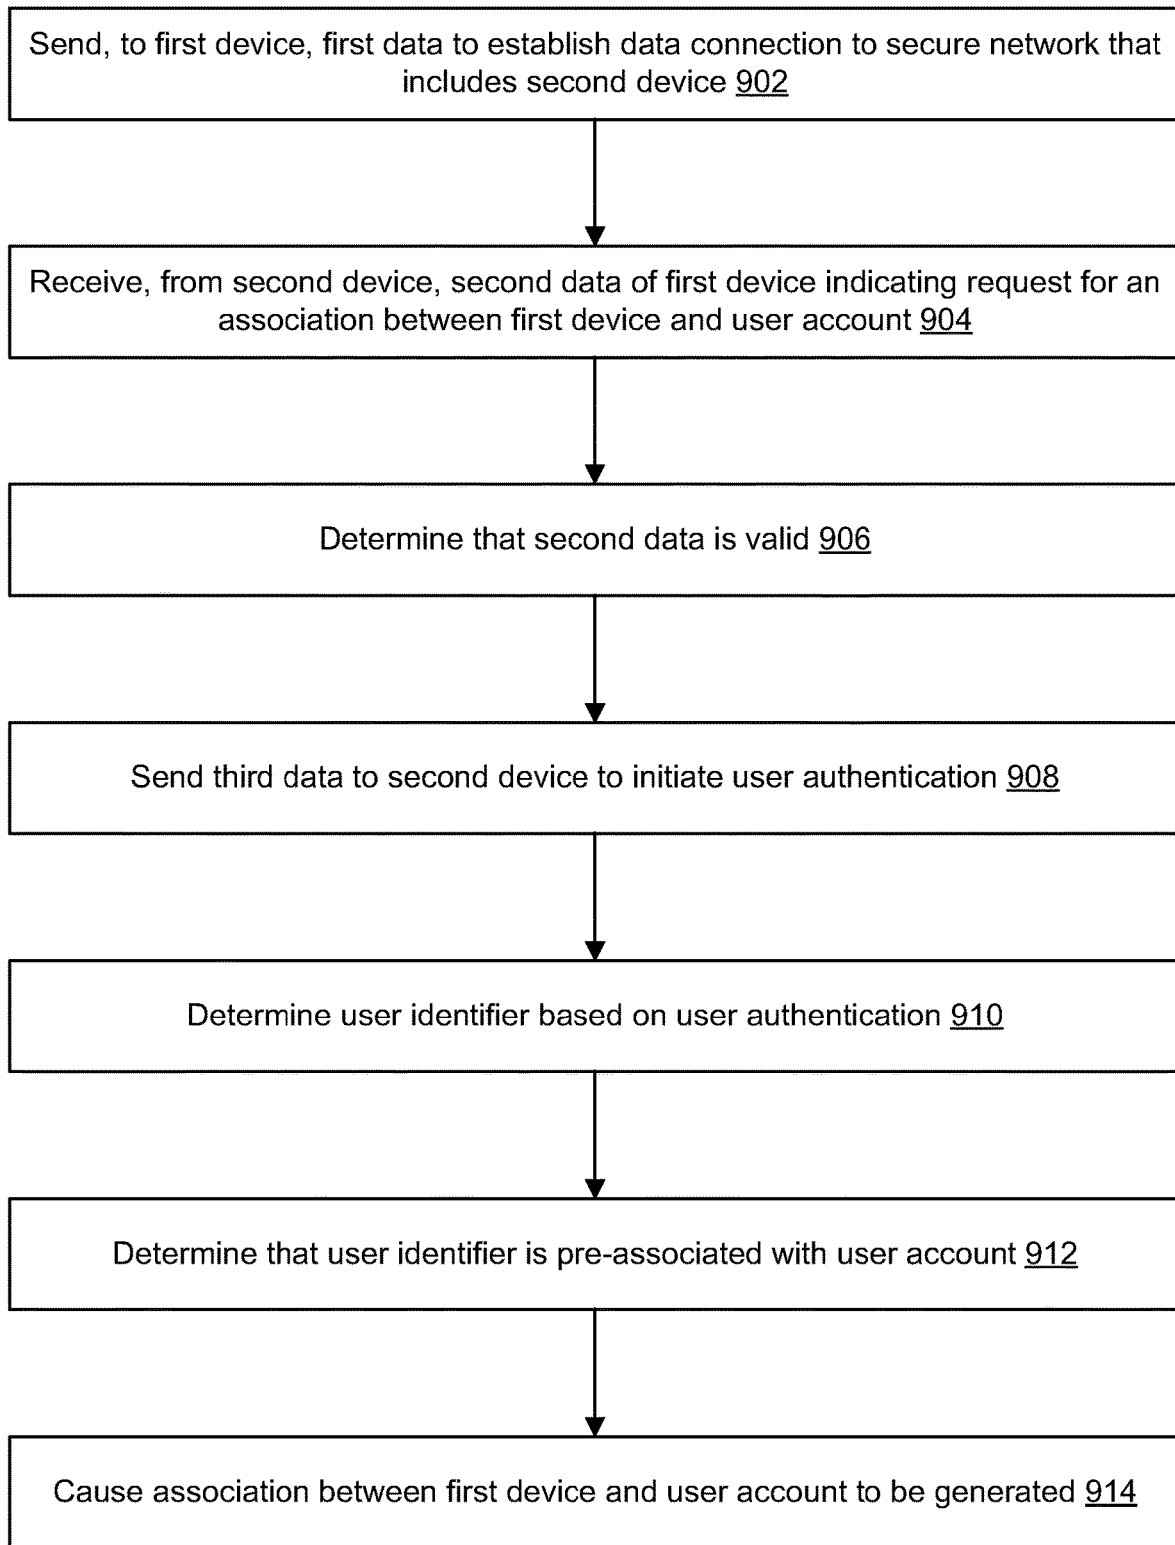 Send, to first device, first data to establish data connection to secure network that
includes second device 902
Receive, from second device, second data of first device indicating request for an
association between first device and user account 904
Determine that second data is valid 906
Send third data to second device to initiate user authentication 908
Determine user identifier based on user authentication 910
Determine that user identifier is pre-associated with user account 912
Cause association between first device and user account to be generated 914